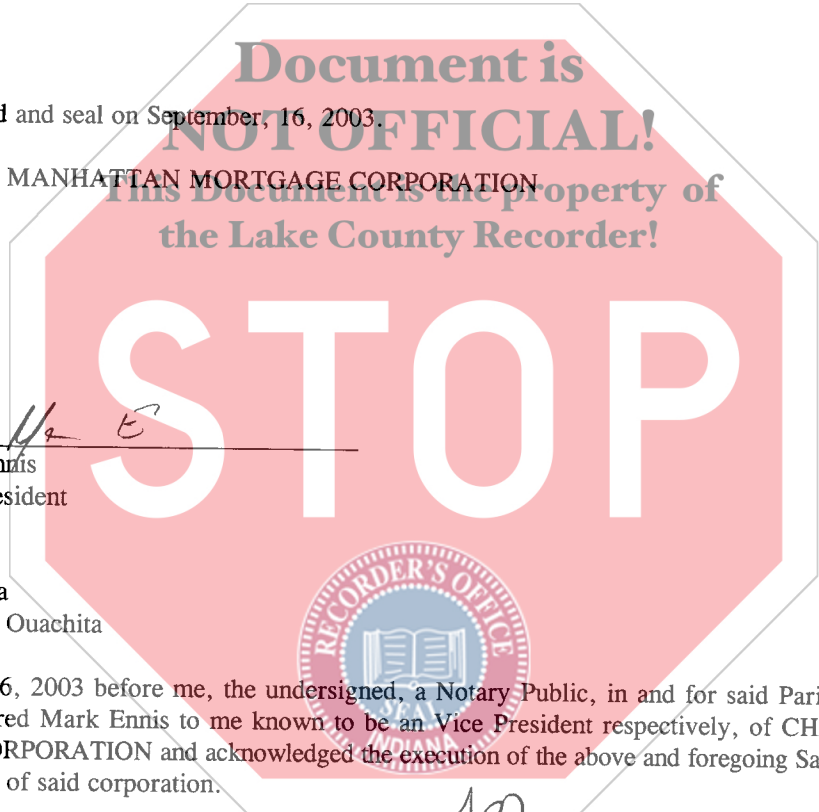 Document is
d and seal on September, 16, 2003.
NOT OFFICIAL!
MANHATTAN MORTGAGE CORPORATION
This Document is the property of
the Lake County Recorder!
STOP
nnis
esident
a
Ouachita
RECORDER'S OFFICE
SEAL
INDIANA
6, 2003 before me, the undersigned, a Notary Public, in and for said Pari
red Mark Ennis to me known to be an Vice President respectively, of CH
ORPORATION and acknowledged the execution of the above and foregoing Sa
of said corporation.